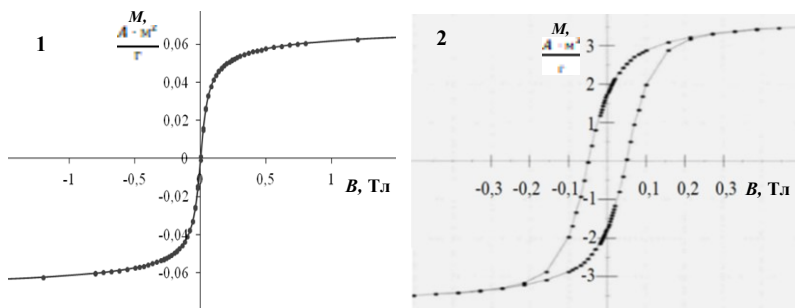 1
M,
А · м²
г
0,06
0,04
0,02
0
-1
-0,5
0,5
1
B, Тл
-0,02
-0,04
-0,06
2
M,
А · м²
г
3
2
1
-0,3 -0,2 -0,1
0,1 0,2 0,3
B, Тл
-1
-2
-3